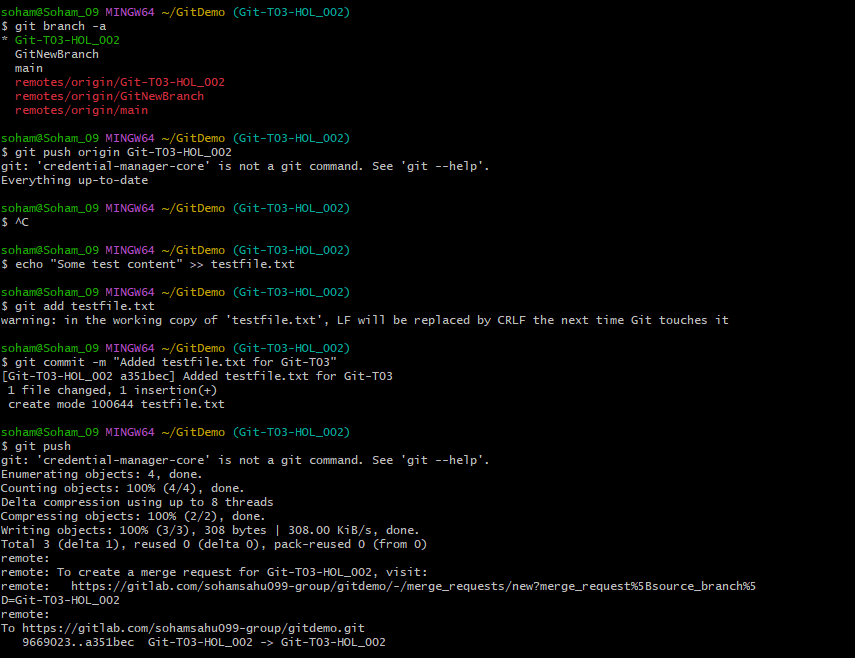 soham@Soham_09 MINGW64 ~/GitDemo (Git-T03-HOL_002)
$ git branch -a
* Git-T03-HOL_002
  GitNewBranch
  main
  remotes/origin/Git-T03-HOL_002
  remotes/origin/GitNewBranch
  remotes/origin/main
soham@Soham_09 MINGW64 ~/GitDemo (Git-T03-HOL_002)
$ git push origin Git-T03-HOL_002
git: 'credential-manager-core' is not a git command. See 'git --help'.
Everything up-to-date
soham@Soham_09 MINGW64 ~/GitDemo (Git-T03-HOL_002)
$ ^C
soham@Soham_09 MINGW64 ~/GitDemo (Git-T03-HOL_002)
$ echo "Some test content" >> testfile.txt
soham@Soham_09 MINGW64 ~/GitDemo (Git-T03-HOL_002)
$ git add testfile.txt
warning: in the working copy of 'testfile.txt', LF will be replaced by CRLF the next time Git touches it
soham@Soham_09 MINGW64 ~/GitDemo (Git-T03-HOL_002)
$ git commit -m "Added testfile.txt for Git-T03"
[Git-T03-HOL_002 a351bec] Added testfile.txt for Git-T03
 1 file changed, 1 insertion(+)
 create mode 100644 testfile.txt
soham@Soham_09 MINGW64 ~/GitDemo (Git-T03-HOL_002)
$ git push
git: 'credential-manager-core' is not a git command. See 'git --help'.
Enumerating objects: 4, done.
Counting objects: 100% (4/4), done.
Delta compression using up to 8 threads
Compressing objects: 100% (2/2), done.
Writing objects: 100% (3/3), 308 bytes | 308.00 KiB/s, done.
Total 3 (delta 1), reused 0 (delta 0), pack-reused 0 (from 0)
remote:
remote: To create a merge request for Git-T03-HOL_002, visit:
remote:   https://gitlab.com/sohamsahu099-group/gitdemo/-/merge_requests/new?merge_request%5Bsource_branch%5
D=Git-T03-HOL_002
remote:
To https://gitlab.com/sohamsahu099-group/gitdemo.git
   9669023..a351bec  Git-T03-HOL_002 -> Git-T03-HOL_002